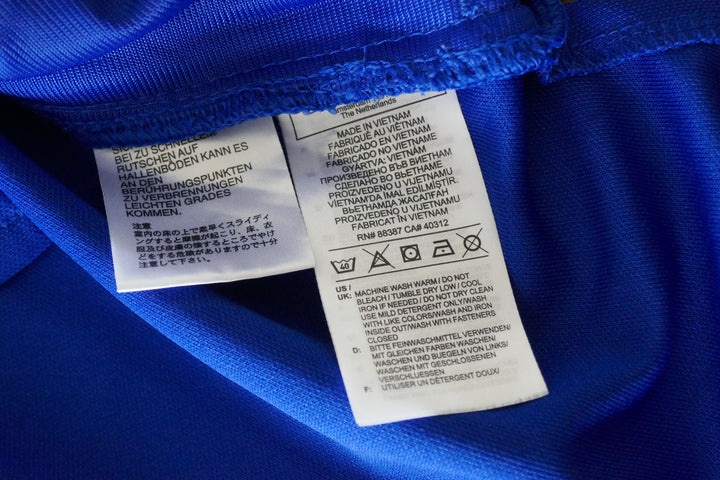 BEI ZU SCHNELLEM
RUTSCHEN AUF
HALLENBÖDEN KANN ES
AN DEN
BERÜHRUNGSPUNKTEN
ZU VERBRENNUNGEN
LEICHTEN GRADES
KOMMEN.
注意
室内の床の上で素早くスライディ
ングすると摩擦が起こり、床、衣
服及び皮膚の擦するところでやけ
どをする危険がありますので十分
に注意してください。
The Netherlands
MADE IN VIETNAM
FABRIQUÉ AU VIÊTNAM
FABRICADO EN VIETNAM
FABRICADO NO VIETNAME
GYÁRTVA: VIETNÁM
ПРОИЗВЕДЕНО ВЪВ ВИЕТНАМ
СДЕЛАНО ВО ВЬЕТНАМЕ
PROIZVEDENO U VIJETNAMU
VIETNAM'DA IMAL EDILMIŞTIR.
ВЬЕТНАМДА ЖАСАЛҒАН
PROIZVEDENO U VIJETNAMU
FABRICAT IN VIETNAM
RN# 88387 CA# 40312
40
US / UK: MACHINE WASH WARM / DO NOT
BLEACH / TUMBLE DRY LOW / COOL
IRON IF NEEDED / DO NOT DRY CLEAN
USE MILD DETERGENT ONLY/WASH
WITH LIKE COLORS/WASH AND IRON
INSIDE OUT/WASH WITH FASTENERS
CLOSED
D: BITTE FEINWASCHMITTEL VERWENDEN/
MIT GLEICHEN FARBEN WASCHEN/
WASCHEN UND BUEGELN VON LINKS/
WASCHEN MIT GESCHLOSSENEN
VERSCHLUESSEN
F: UTILISER UN DÉTERGENT DOUX/